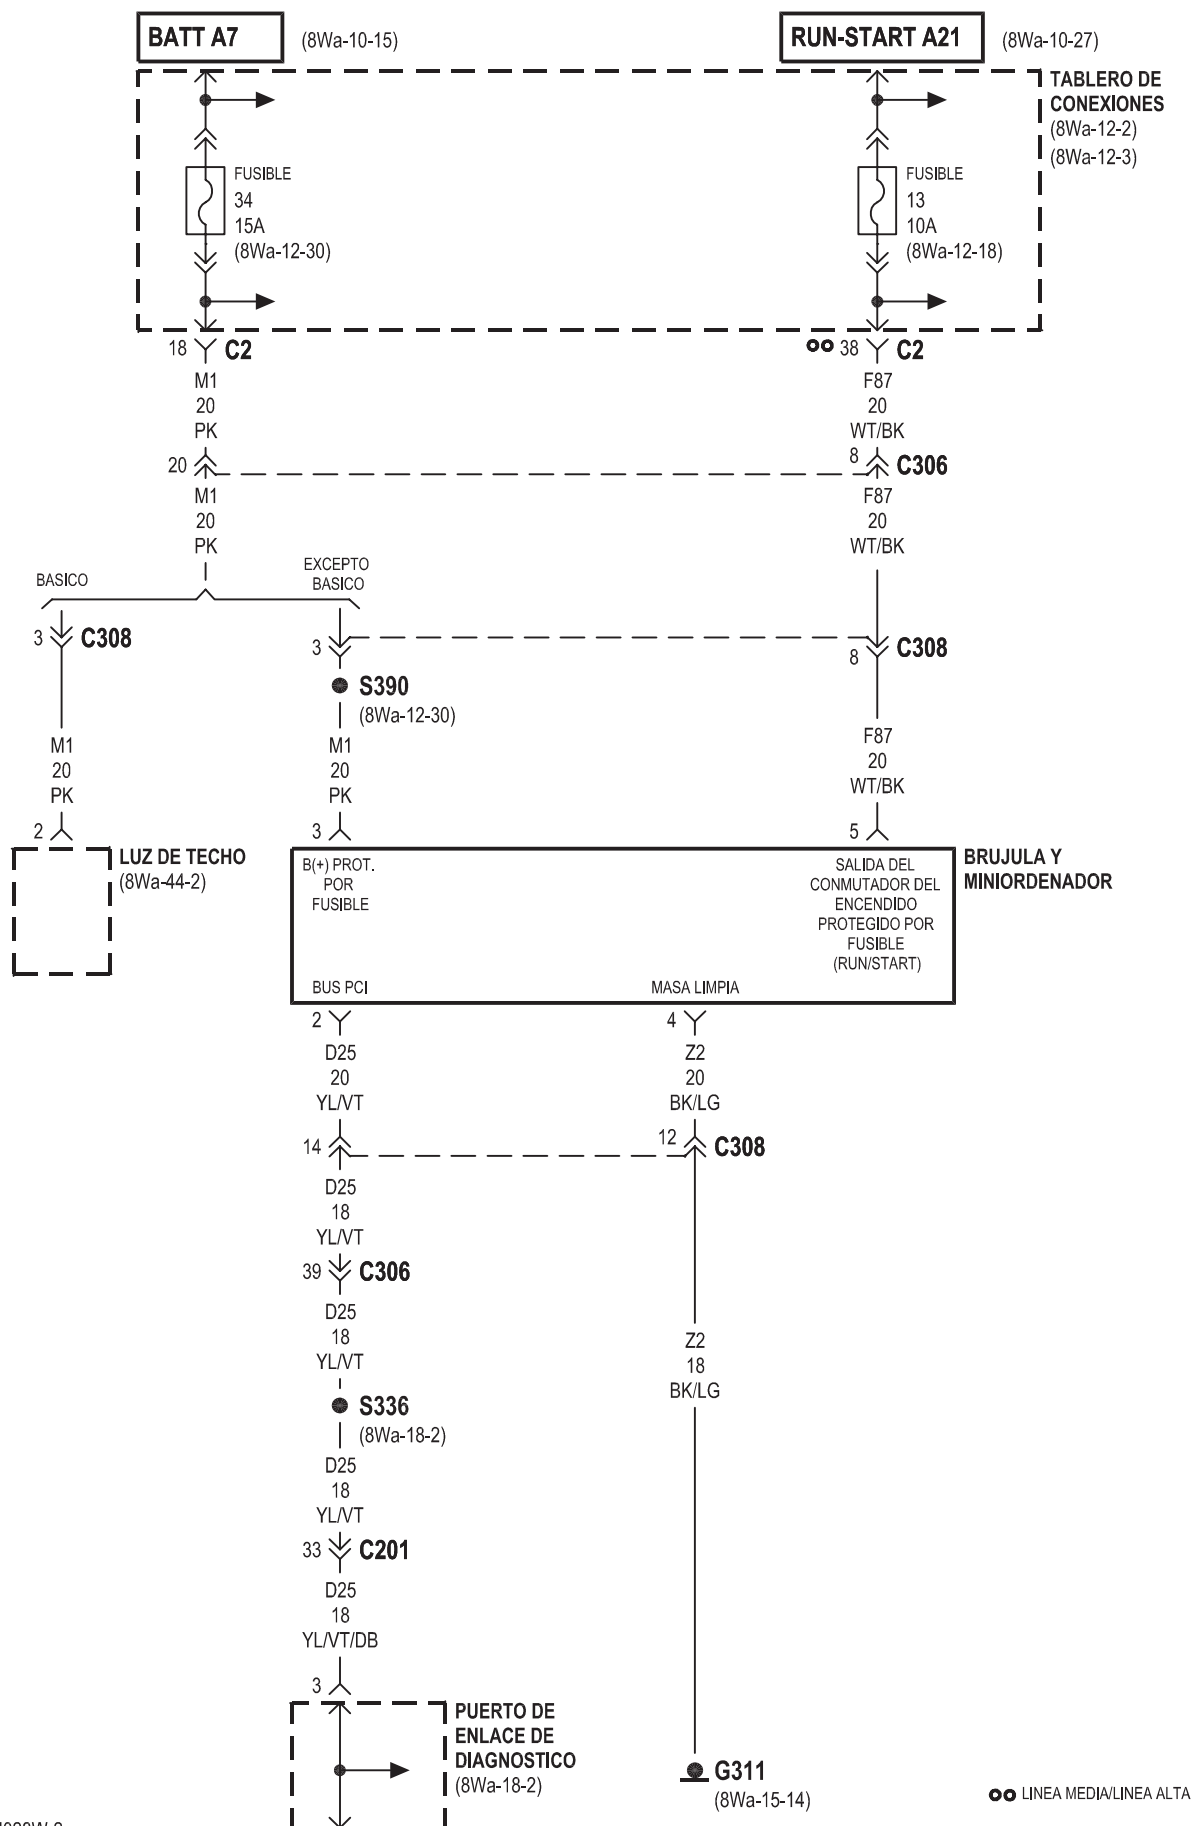 BATT A7
(8Wa-10-15)
RUN-START A21
(8Wa-10-27)
TABLERO DE
CONEXIONES
(8Wa-12-2)
(8Wa-12-3)
FUSIBLE
34
15A
(8Wa-12-30)
FUSIBLE
13
10A
(8Wa-12-18)
18
C2
38
C2
M1
20
PK
F87
20
WT/BK
20
8
C306
M1
20
PK
F87
20
WT/BK
BASICO
EXCEPTO
BASICO
3
C308
3
8
C308
S390
(8Wa-12-30)
M1
20
PK
M1
20
PK
F87
20
WT/BK
2
3
5
LUZ DE TECHO
(8Wa-44-2)
B(+) PROT.
POR
FUSIBLE
SALIDA DEL
CONMUTADOR DEL
ENCENDIDO
PROTEGIDO POR
FUSIBLE
(RUN/START)
BRUJULA Y
MINIORDENADOR
BUS PCI
MASA LIMPIA
2
4
D25
20
YL/VT
Z2
20
BK/LG
14
12
C308
D25
18
YL/VT
39
C306
D25
18
YL/VT
Z2
18
BK/LG
S336
(8Wa-18-2)
D25
18
YL/VT
33
C201
D25
18
YL/VT/DB
3
PUERTO DE
ENLACE DE
DIAGNOSTICO
(8Wa-18-2)
G311
(8Wa-15-14)
LINEA MEDIA/LINEA ALTA